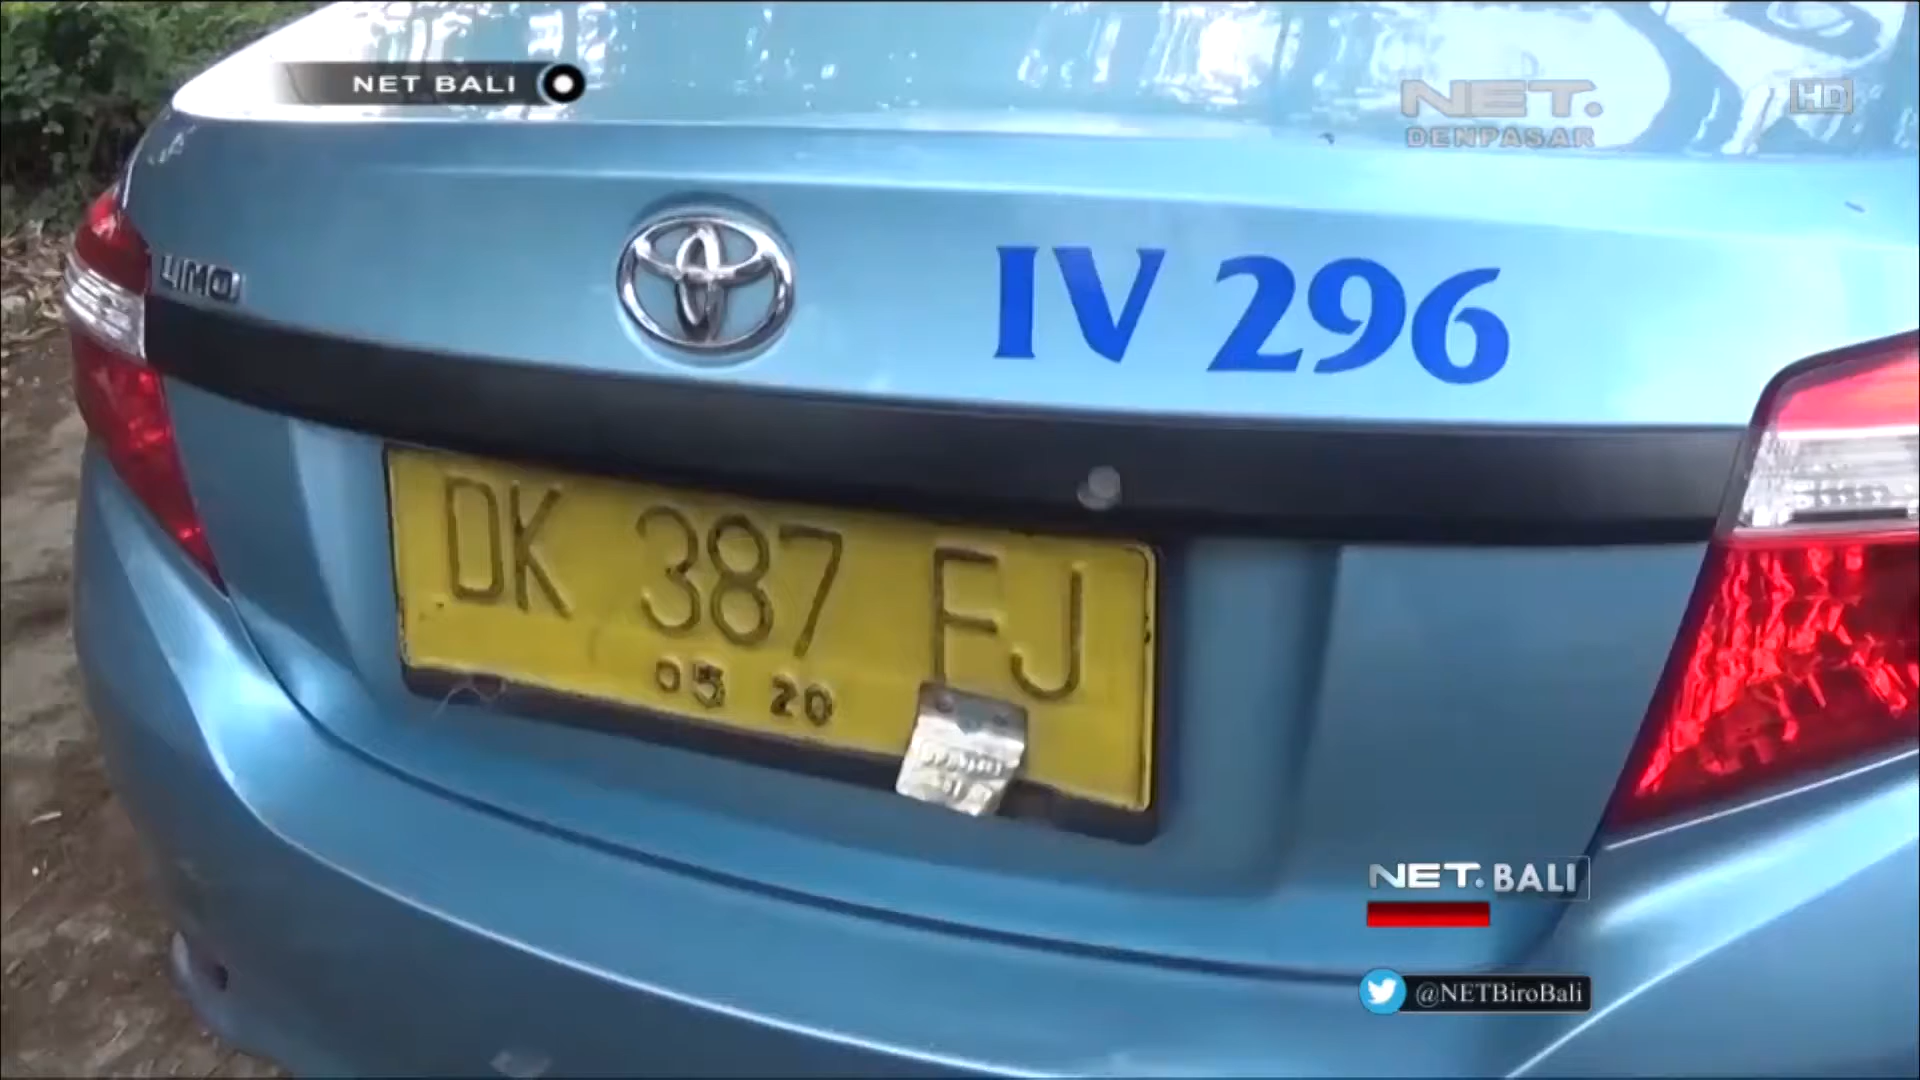 NET BALI
NET.
DENPASAR
HD
LIMO
IV 296
DK 387 FJ
05 20
NET. BALI
@NETBiroBali